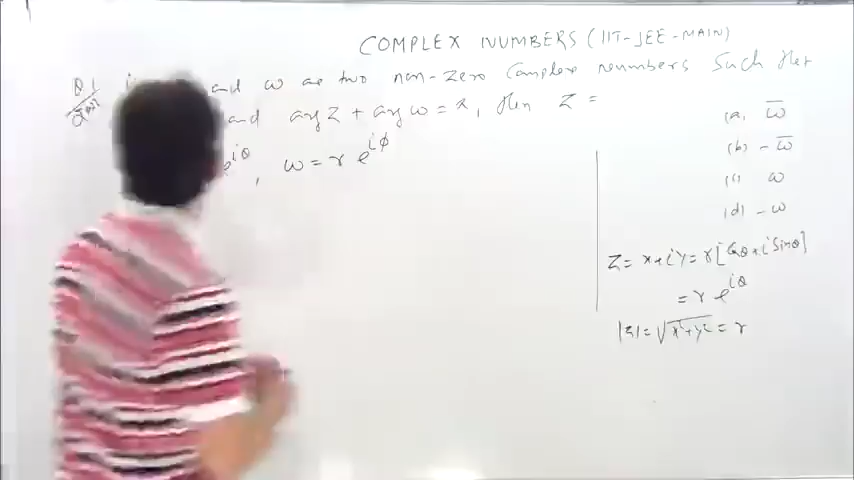 COMPLEX NUMBERS (IIT-JEE-MAIN)
Q1 and ω are two non-zero Complex numbers Such that
and arg z + arg ω = π, then z =
(a) ω̅
(b) - ω̅
(c) ω
(d) - ω
e^{iθ}, ω = r e^{iϕ}
z = x+iy = r[Cosθ+i Sinθ]
= r e^{iθ}
|z| = √x²+y² = r